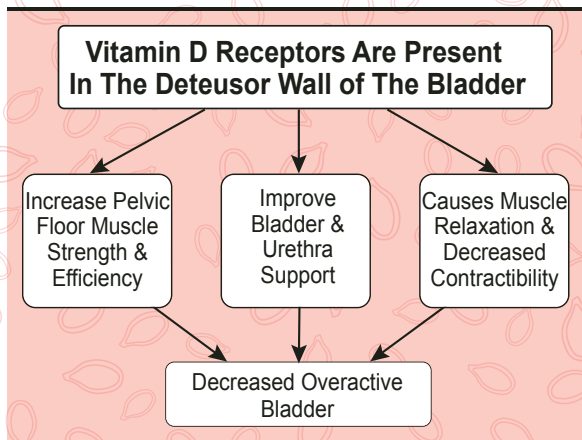 Vitamin D Receptors Are Present
In The Deteusor Wall of The Bladder
Increase Pelvic
Floor Muscle
Strength &
Efficiency
Improve
Bladder &
Urethra
Support
Causes Muscle
Relaxation &
Decreased
Contractibility
Decreased Overactive
Bladder